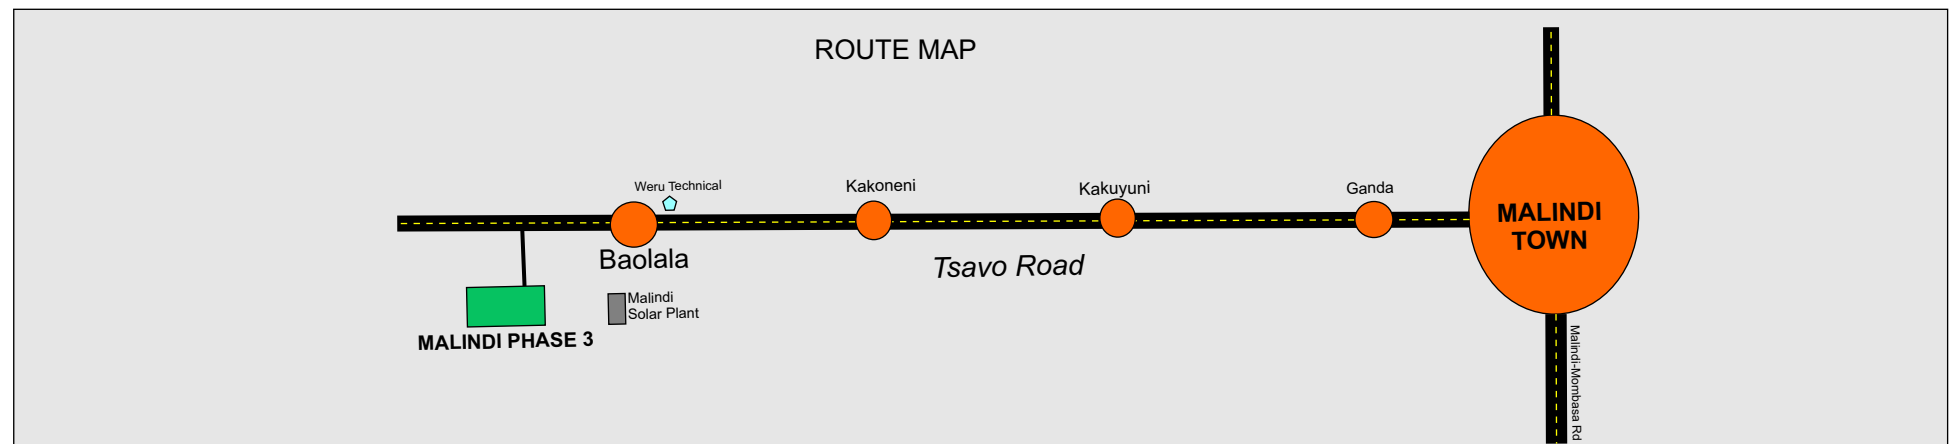 ROUTE MAP
Weru Technical
Kakoneni
Kakuyuni
Ganda
MALINDI
TOWN
Baolala
Tsavo Road
Malindi
Solar Plant
MALINDI PHASE 3
Malindi-Mombasa Rd